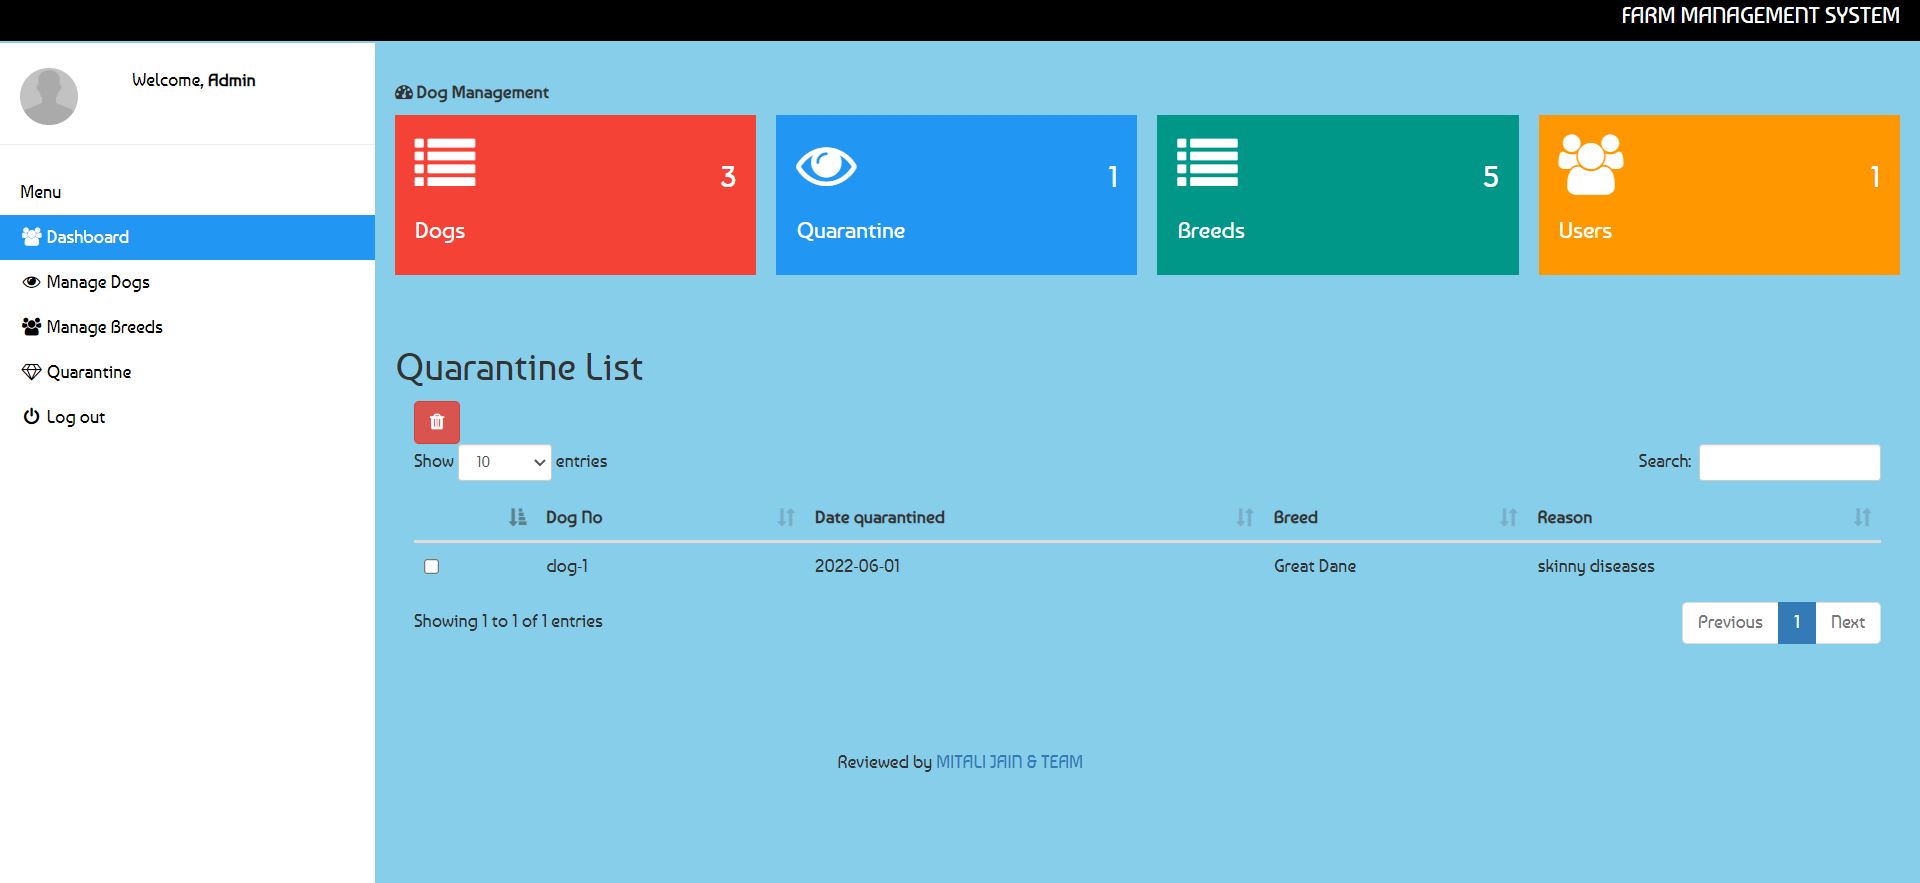 FARM MANAGEMENT SYSTEM
Welcome, Admin
Menu
Dashboard
Manage Dogs
Manage Breeds
Quarantine
Log out
Dog Management
3
Dogs
1
Quarantine
5
Breeds
1
Users
Quarantine List
Show 10 entries
Search:
Dog No Date quarantined Breed Reason
dog-1 2022-06-01 Great Dane skinny diseases
Showing 1 to 1 of 1 entries
Previous 1 Next
Reviewed by MITALI JAIN & TEAM